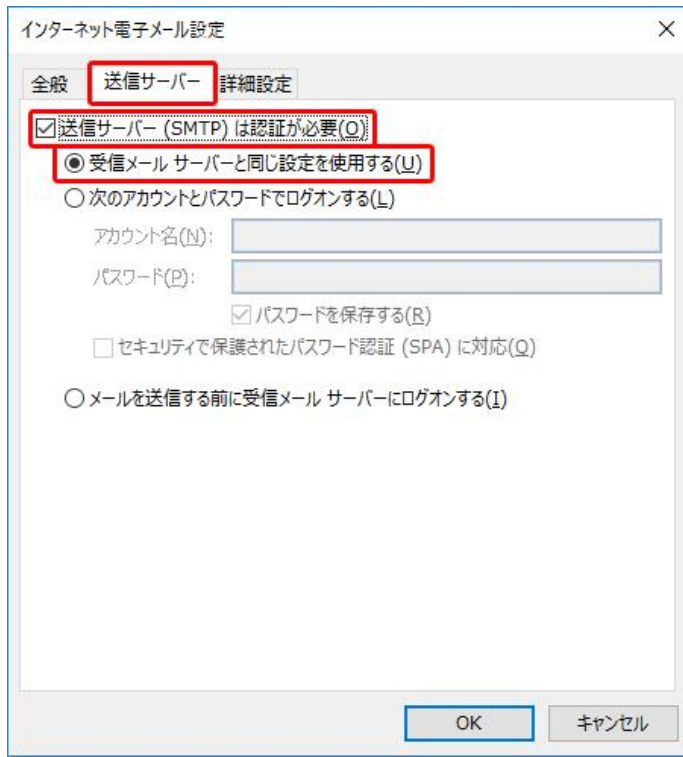 インターネット電子メール設定
全般 送信サーバー 詳細設定
送信サーバー (SMTP) は認証が必要(O)
受信メール サーバーと同じ設定を使用する(U)
次のアカウントとパスワードでログオンする(L)
アカウント名(N):
パスワード(P):
パスワードを保存する(R)
セキュリティで保護されたパスワード認証 (SPA) に対応(Q)
メールを送信する前に受信メール サーバーにログオンする(I)
OK キャンセル